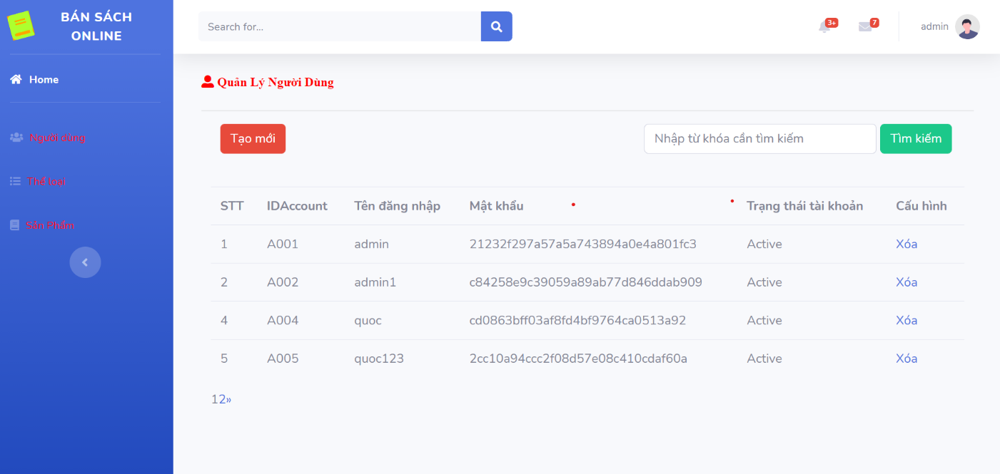 BÁN SÁCH
ONLINE
Search for...
3+
7
admin
Home
Quản Lý Người Dùng
Người dùng
Thể loại
Sản Phẩm
Tạo mới
Nhập từ khóa cần tìm kiếm
Tìm kiếm
STT IDAccount Tên đăng nhập Mật khẩu Trạng thái tài khoản Cấu hình
1 A001 admin 21232f297a57a5a743894a0e4a801fc3 Active Xóa
2 A002 admin1 c84258e9c39059a89ab77d846ddab909 Active Xóa
4 A004 quoc cd0863bff03af8fd4bf9764ca0513a92 Active Xóa
5 A005 quoc123 2cc10a94ccc2f08d57e08c410cdaf60a Active Xóa
12»